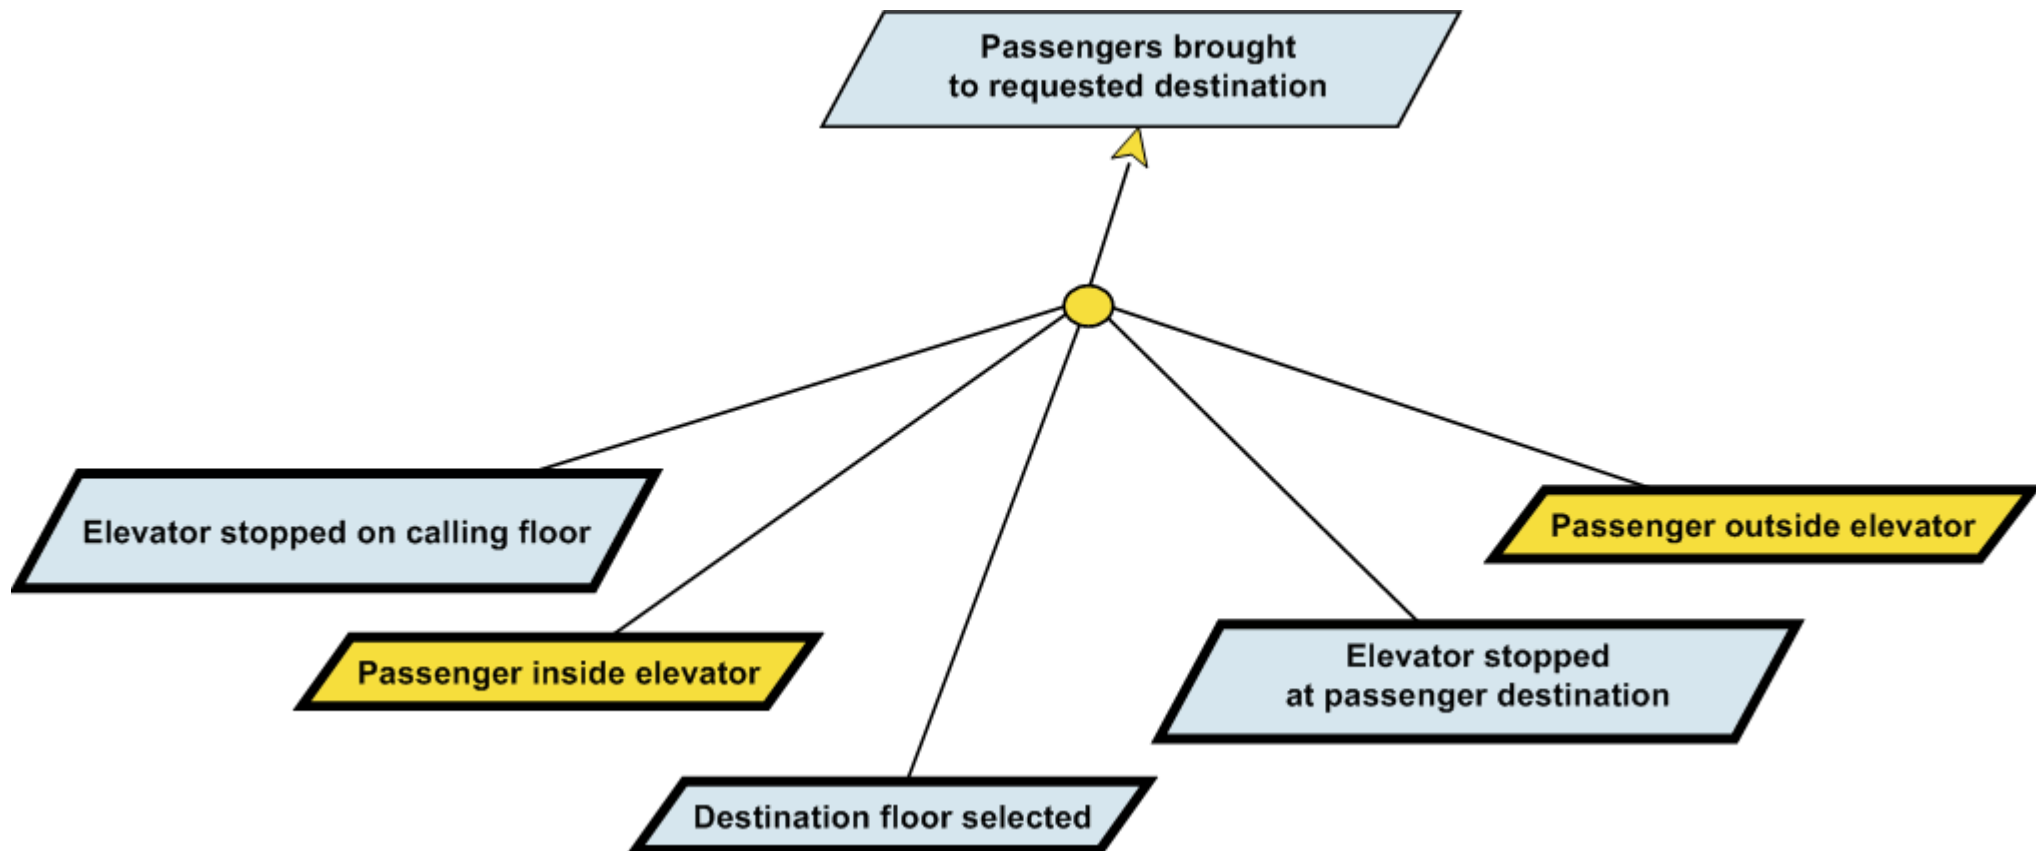 Passengers brought
to requested destination
Elevator stopped on calling floor
Passenger inside elevator
Destination floor selected
Elevator stopped
at passenger destination
Passenger outside elevator